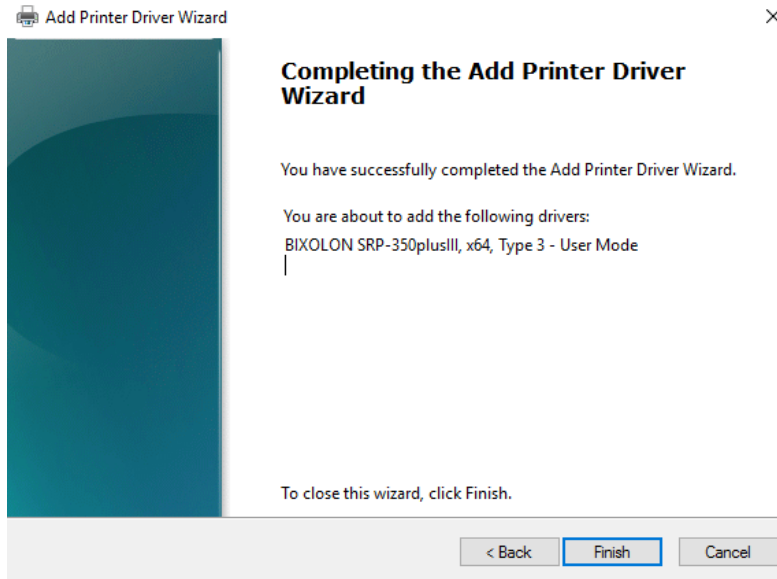 Add Printer Driver Wizard
Completing the Add Printer Driver
Wizard
You have successfully completed the Add Printer Driver Wizard.
You are about to add the following drivers:
BIXOLON SRP-350plusIII, x64, Type 3 - User Mode
To close this wizard, click Finish.
< Back Finish Cancel